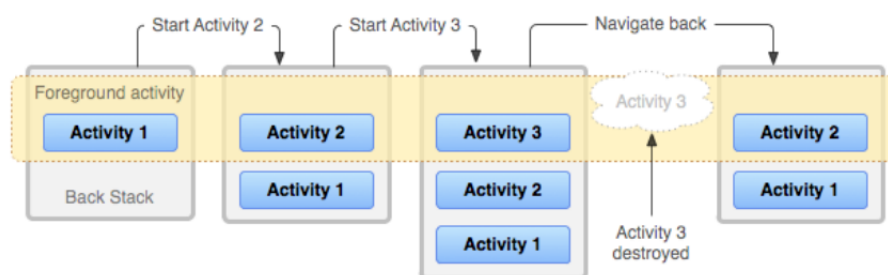 Start Activity 2
Start Activity 3
Navigate back
Foreground activity
Activity 1
Back Stack
Activity 2
Activity 1
Activity 3
Activity 2
Activity 1
Activity 3
Activity 3
destroyed
Activity 2
Activity 1